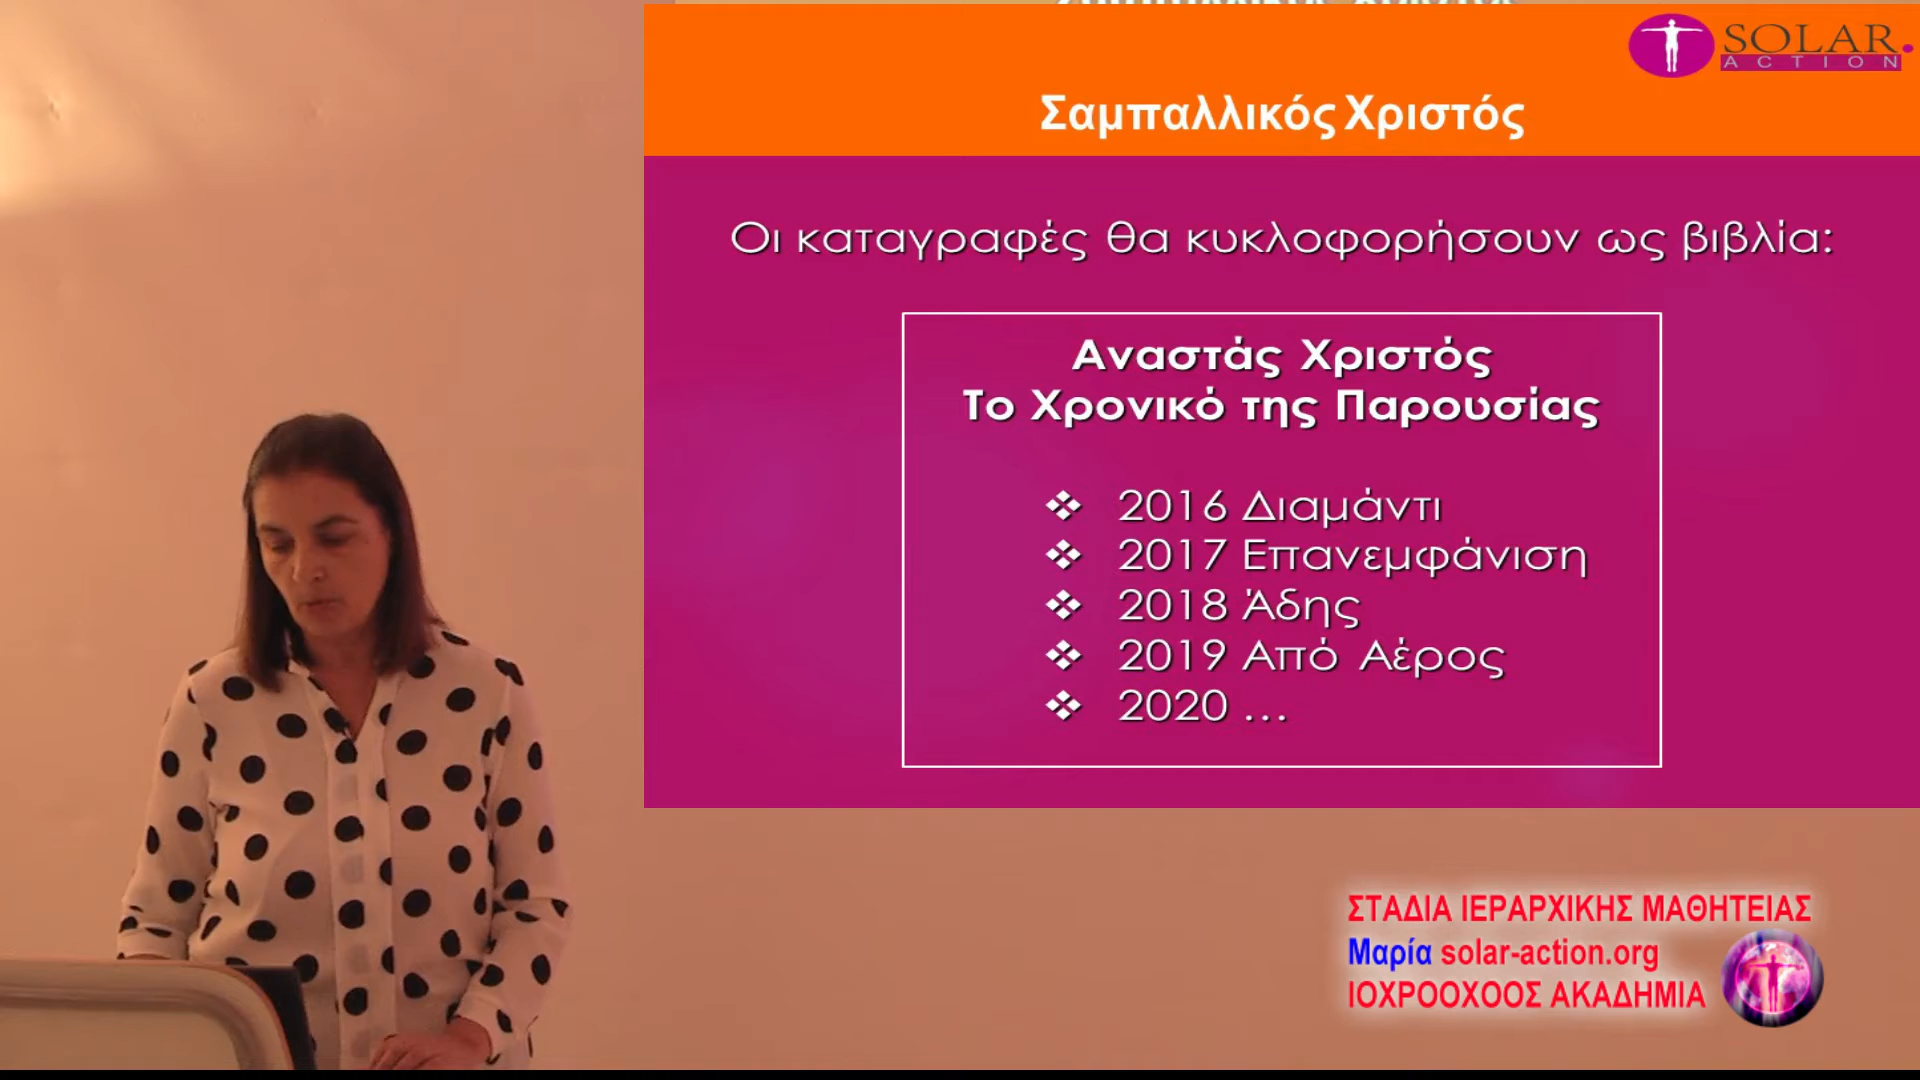 SOLAR.
ACTION
Σαμπαλλικός Χριστός
Οι καταγραφές θα κυκλοφορήσουν ως βιβλία:
Αναστάς Χριστός
Το Χρονικό της Παρουσίας
❖ 2016 Διαμάντι
❖ 2017 Επανεμφάνιση
❖ 2018 Άδης
❖ 2019 Από Αέρος
❖ 2020 ...
ΣΤΑΔΙΑ ΙΕΡΑΡΧΙΚΗΣ ΜΑΘΗΤΕΙΑΣ
Μαρία solar-action.org
ΙΟΧΡΟΟΧΟΟΣ ΑΚΑΔΗΜΙΑ